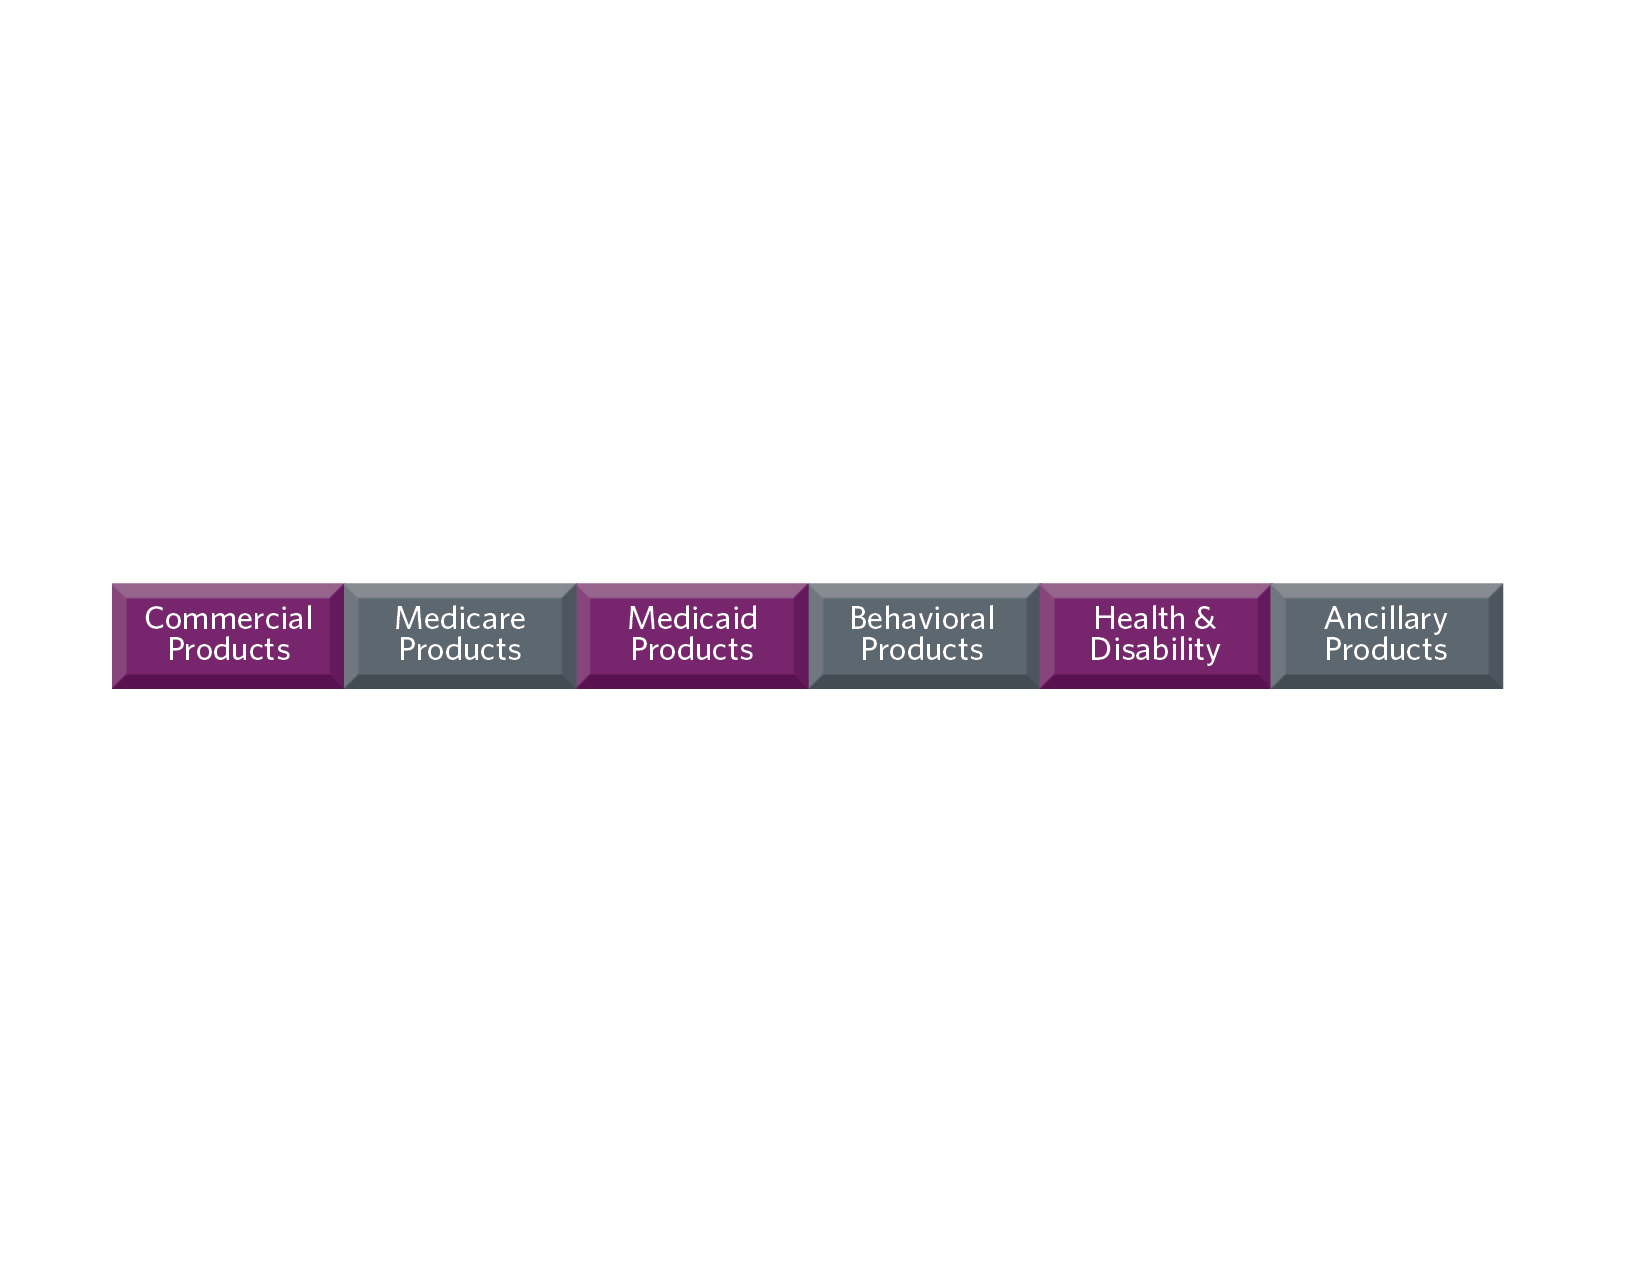 Commercial
Products
Medicare
Products
Medicaid
Products
Behavioral
Products
Health &
Disability
Ancillary
Products